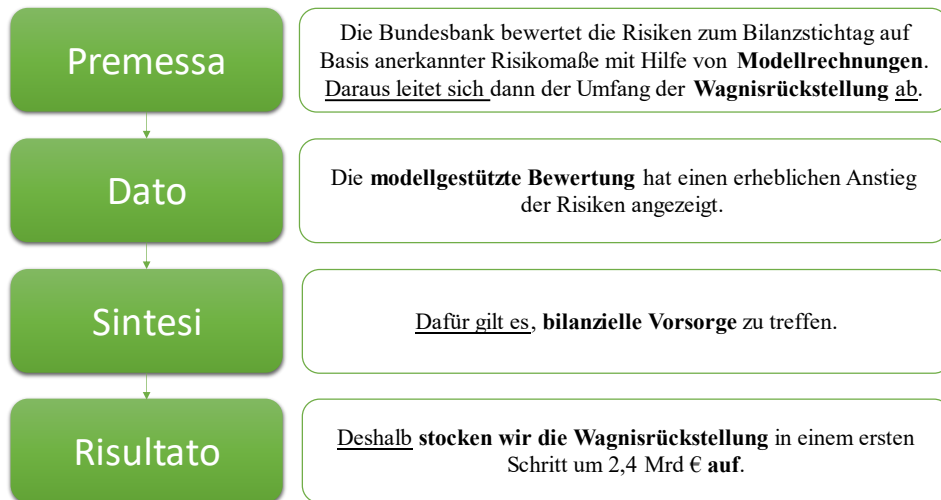 Premessa
Die Bundesbank bewertet die Risiken zum Bilanzstichtag auf
Basis anerkannter Risikomaße mit Hilfe von Modellrechnungen.
Daraus leitet sich dann der Umfang der Wagnisrückstellung ab.
Dato
Die modellgestützte Bewertung hat einen erheblichen Anstieg
der Risiken angezeigt.
Sintesi
Dafür gilt es, bilanzielle Vorsorge zu treffen.
Risultato
Deshalb stocken wir die Wagnisrückstellung in einem ersten
Schritt um 2,4 Mrd € auf.